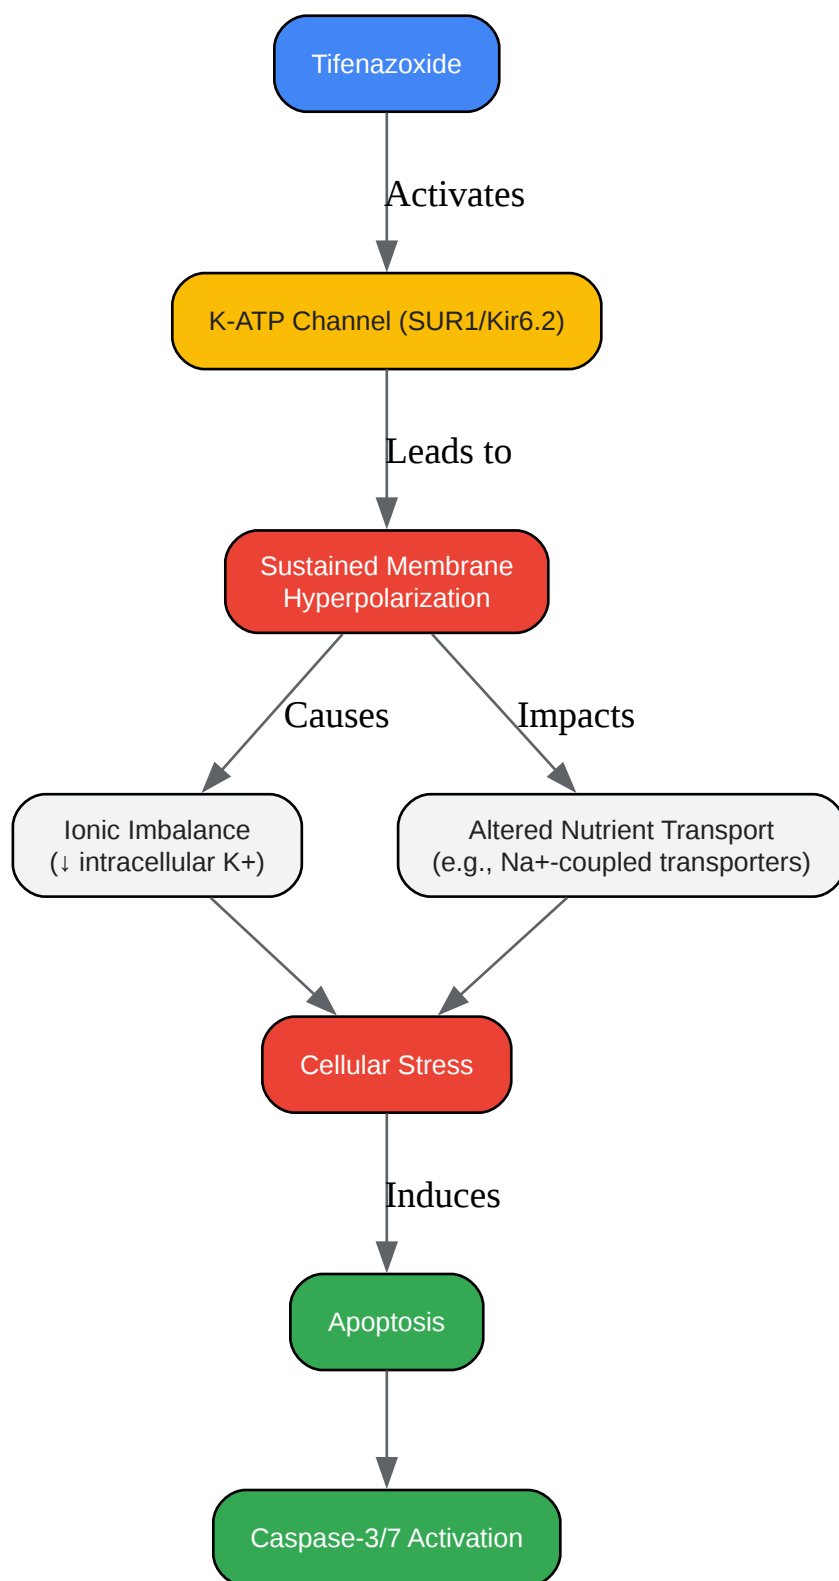 Tifenazoxide
Activates
K-ATP Channel (SUR1/Kir6.2)
Leads to
Sustained Membrane
Hyperpolarization
Causes
Impacts
Ionic Imbalance
(↓ intracellular K+)
Altered Nutrient Transport
(e.g., Na+-coupled transporters)
Cellular Stress
Induces
Apoptosis
Caspase-3/7 Activation